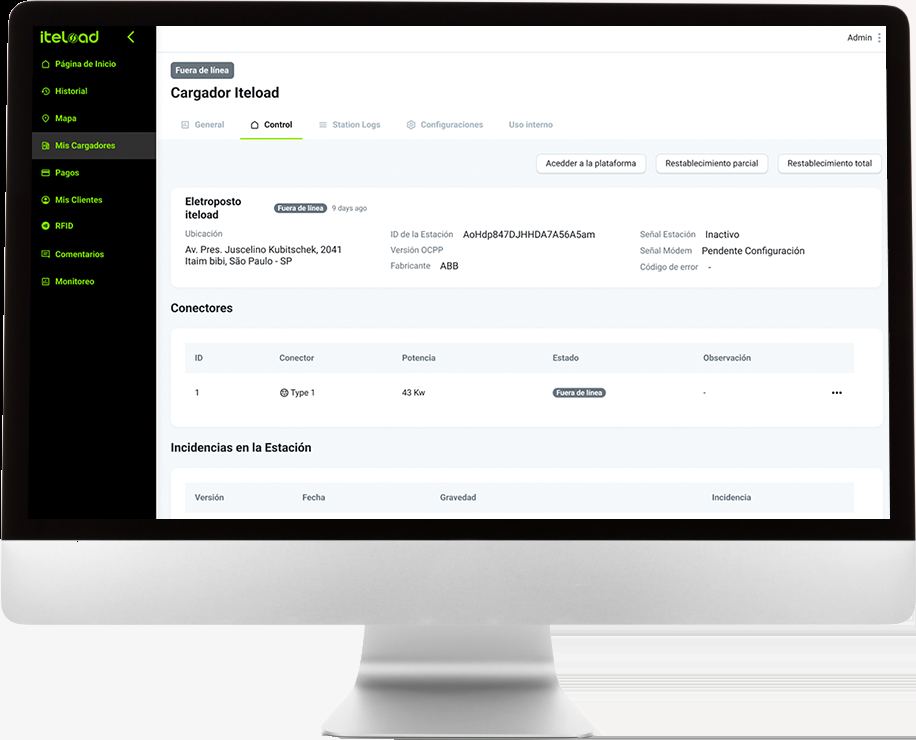 iteload
Admin
Página de Inicio
Historial
Mapa
Mis Cargadores
Pagos
Mis Clientes
RFID
Comentarios
Monitoreo
Fuera de línea
Cargador Iteload
General
Control
Station Logs
Configuraciones
Uso interno
Acedder a la plataforma
Restablecimiento parcial
Restablecimiento total
Eletroposto
iteload
Fuera de línea
9 days ago
Ubicación
Av. Pres. Juscelino Kubitschek, 2041
Itaim bibi, São Paulo - SP
ID de la Estación AoHdp847DJHHDA7A56A5am
Versión OCPP
Fabricante ABB
Señal Estación Inactivo
Señal Módem Pendente Configuración
Código de error -
Conectores
ID Conector Potencia Estado Observación
1 Type 1 43 Kw Fuera de línea -
Incidencias en la Estación
Versión Fecha Gravedad Incidencia